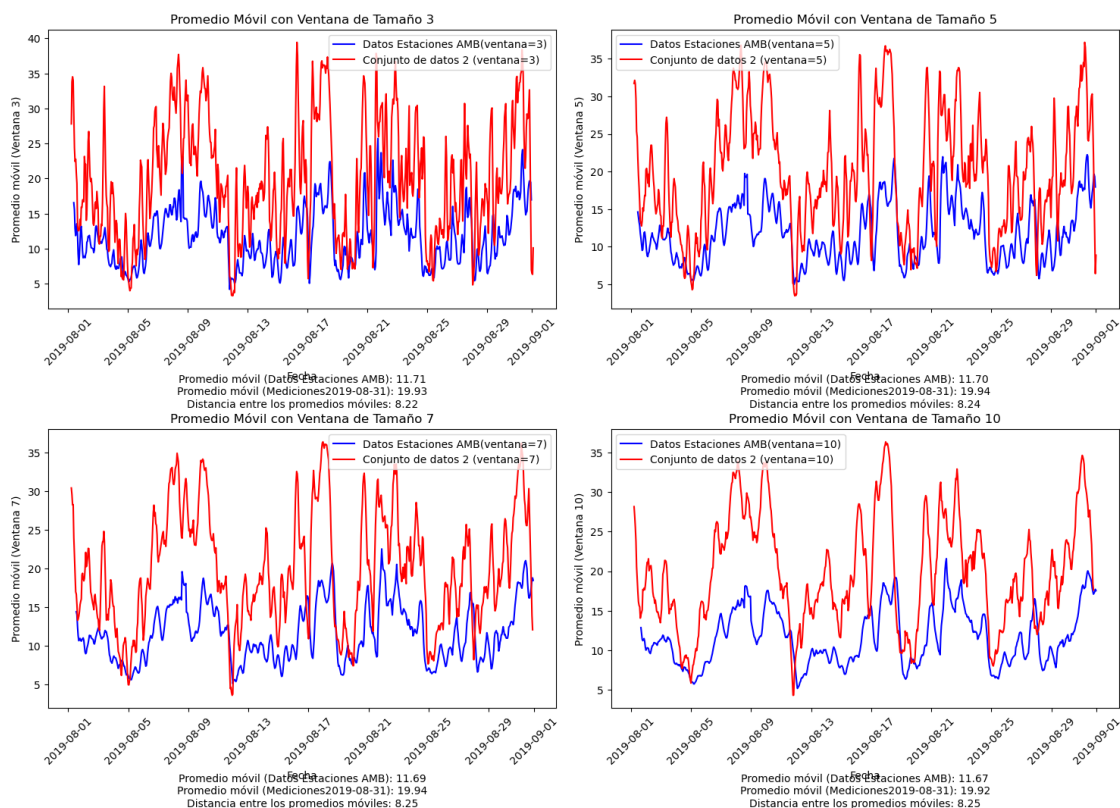 Promedio Móvil con Ventana de Tamaño 3
Promedio móvil (Ventana 3)
40
35
30
25
20
15
10
5
Datos Estaciones AMB(ventana=3)
Conjunto de datos 2 (ventana=3)
2019-08-01
2019-08-05
2019-08-09
2019-08-13
2019-08-17
2019-08-21
2019-08-25
2019-08-29
2019-09-01
Fecha
Promedio móvil (Datos Estaciones AMB): 11.71
Promedio móvil (Mediciones2019-08-31): 19.93
Distancia entre los promedios móviles: 8.22
Promedio Móvil con Ventana de Tamaño 5
Promedio móvil (Ventana 5)
35
30
25
20
15
10
5
Datos Estaciones AMB(ventana=5)
Conjunto de datos 2 (ventana=5)
2019-08-01
2019-08-05
2019-08-09
2019-08-13
2019-08-17
2019-08-21
2019-08-25
2019-08-29
2019-09-01
Fecha
Promedio móvil (Datos Estaciones AMB): 11.70
Promedio móvil (Mediciones2019-08-31): 19.94
Distancia entre los promedios móviles: 8.24
Promedio Móvil con Ventana de Tamaño 7
Promedio móvil (Ventana 7)
35
30
25
20
15
10
5
Datos Estaciones AMB(ventana=7)
Conjunto de datos 2 (ventana=7)
2019-08-01
2019-08-05
2019-08-09
2019-08-13
2019-08-17
2019-08-21
2019-08-25
2019-08-29
2019-09-01
Fecha
Promedio móvil (Datos Estaciones AMB): 11.69
Promedio móvil (Mediciones2019-08-31): 19.94
Distancia entre los promedios móviles: 8.25
Promedio Móvil con Ventana de Tamaño 10
Promedio móvil (Ventana 10)
35
30
25
20
15
10
5
Datos Estaciones AMB(ventana=10)
Conjunto de datos 2 (ventana=10)
2019-08-01
2019-08-05
2019-08-09
2019-08-13
2019-08-17
2019-08-21
2019-08-25
2019-08-29
2019-09-01
Fecha
Promedio móvil (Datos Estaciones AMB): 11.67
Promedio móvil (Mediciones2019-08-31): 19.92
Distancia entre los promedios móviles: 8.25